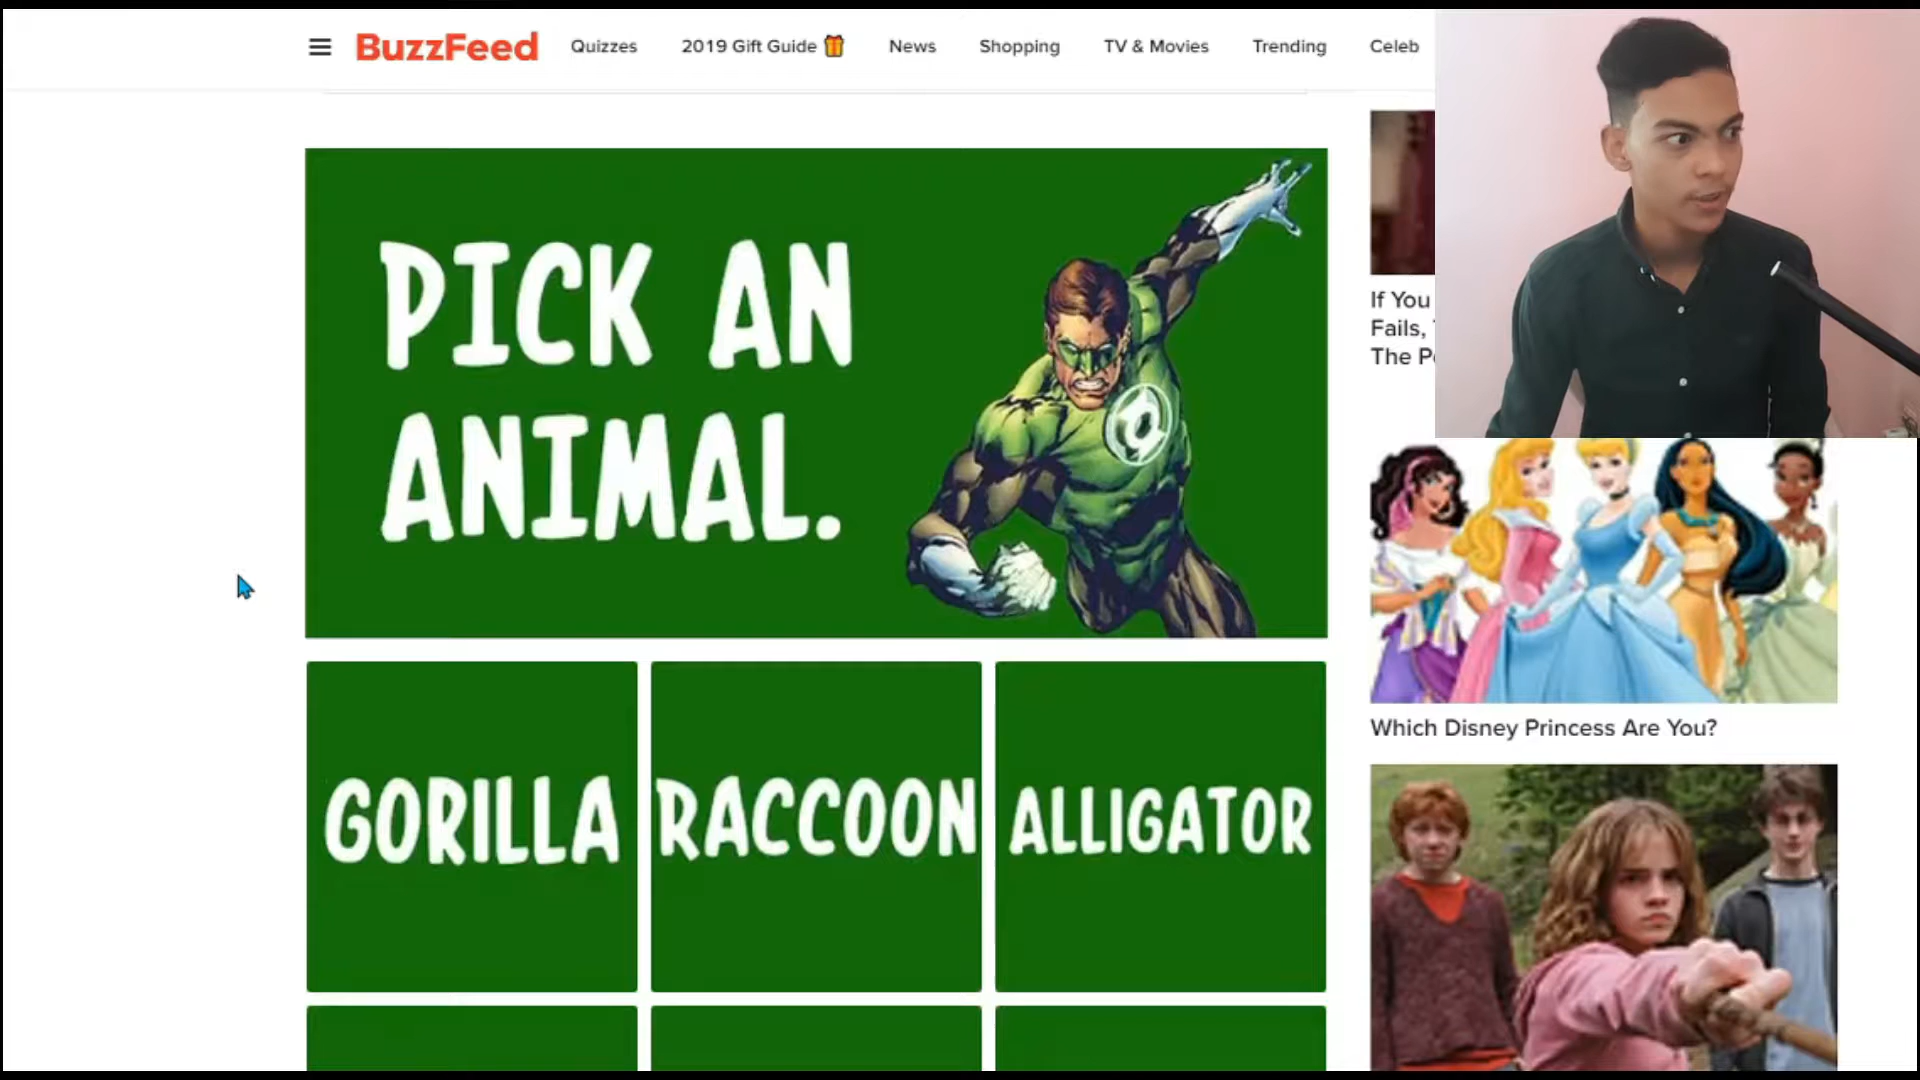 BuzzFeed Quizzes 2019 Gift Guide News Shopping TV & Movies Trending Celeb
PICK AN
ANIMAL.
GORILLA RACCOON ALLIGATOR
If You
Fails,
The
Which Disney Princess Are You?